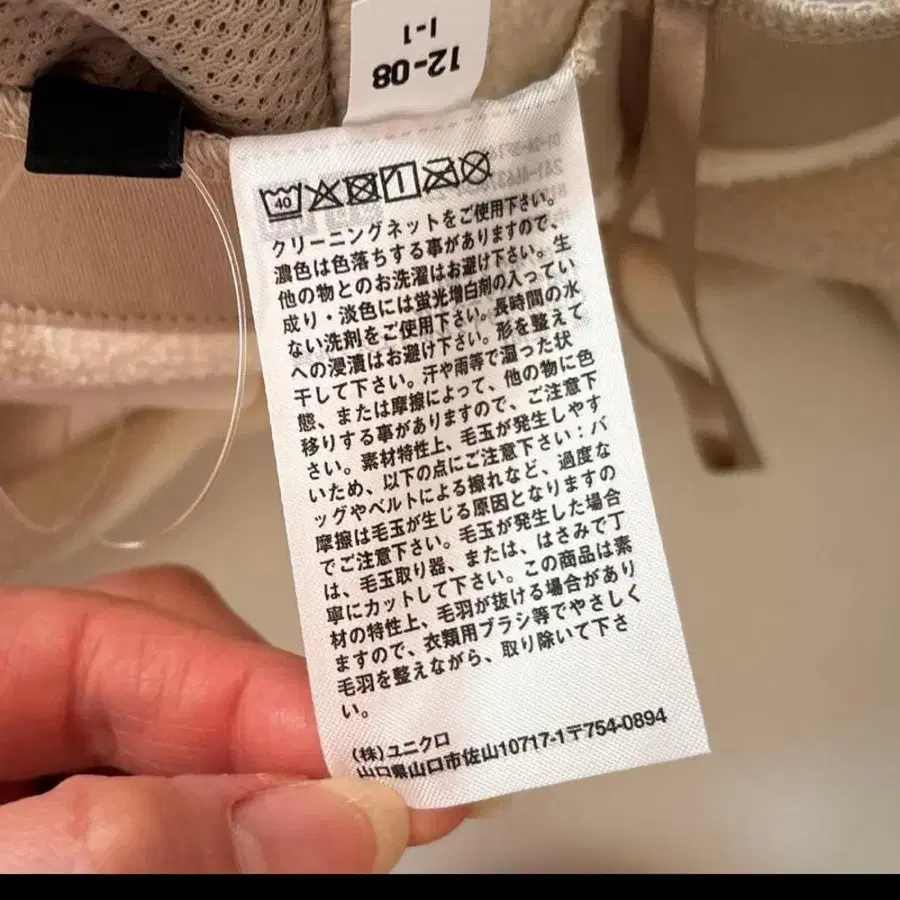 12-08
1-1
40
クリーニングネットをご使用下さい。
濃色は色落ちする事がありますので、
他の物とのお洗濯はお避け下さい。生
成り・淡色には蛍光増白剤の入ってい
ない洗剤をご使用下さい。長時間の水
への浸漬はお避け下さい。形を整えて
干して下さい。汗や雨等で湿った状
態、または摩擦によって、他の物に色
移りする事がありますので、ご注意下
さい。素材特性上、毛玉が発生しやす
いため、以下の点にご注意下さい：バ
ッグやベルトによる擦れなど、過度な
摩擦は毛玉が生じる原因となりますの
でご注意下さい。毛玉が発生した場合
は、毛玉取り器、または、はさみで丁
寧にカットして下さい。この商品は素
材の特性上、毛羽が抜ける場合があり
ますので、衣類用ブラシ等でやさしく
毛羽を整えながら、取り除いて下さ
い。
（株）ユニクロ
山口県山口市佐山10717-1〒754-0894